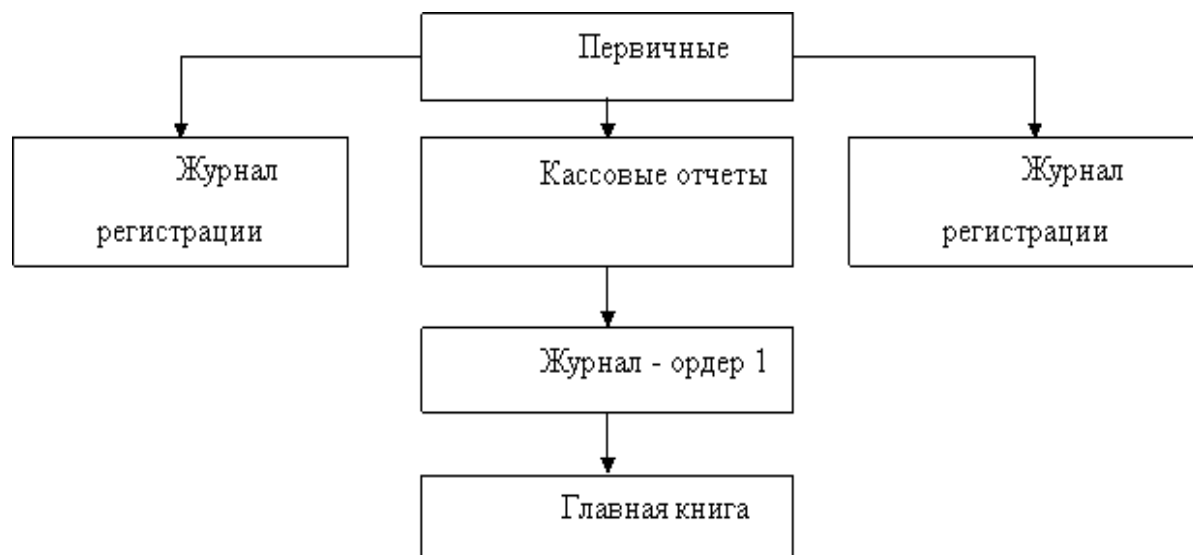 Первичные
Журнал
регистрации
Кассовые отчеты
Журнал
регистрации
Журнал - ордер 1
Главная книга